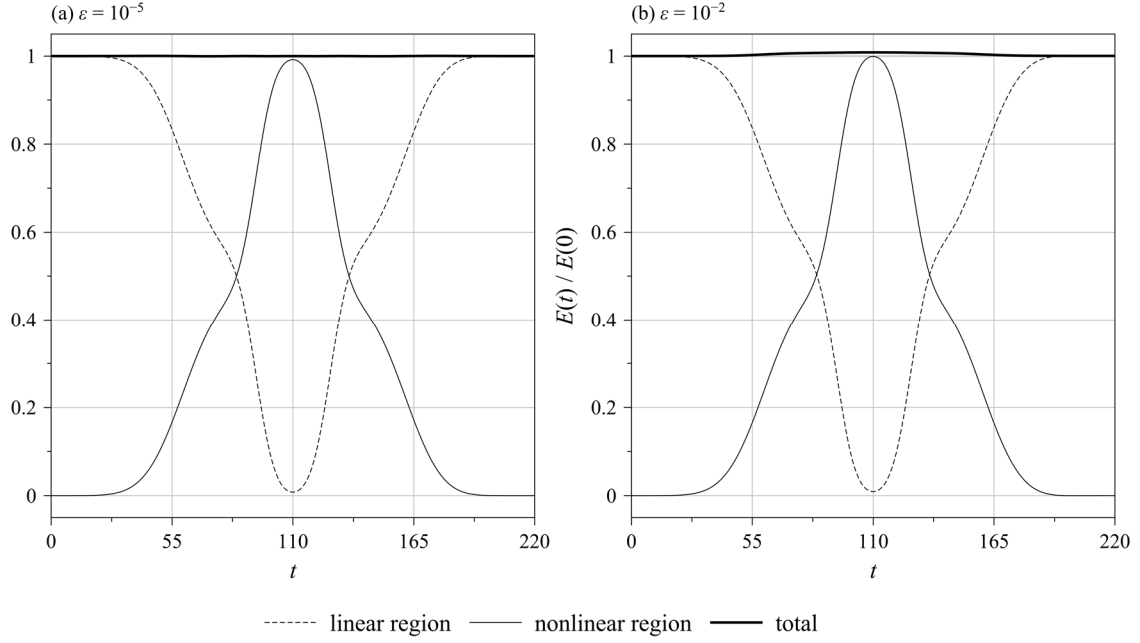 (a) ε = 10⁻⁵
(b) ε = 10⁻²
1
0.8
0.6
0.4
0.2
0
0 55 110 165 220
t
E(t) / E(0)
1
0.8
0.6
0.4
0.2
0
0 55 110 165 220
t
linear region nonlinear region total